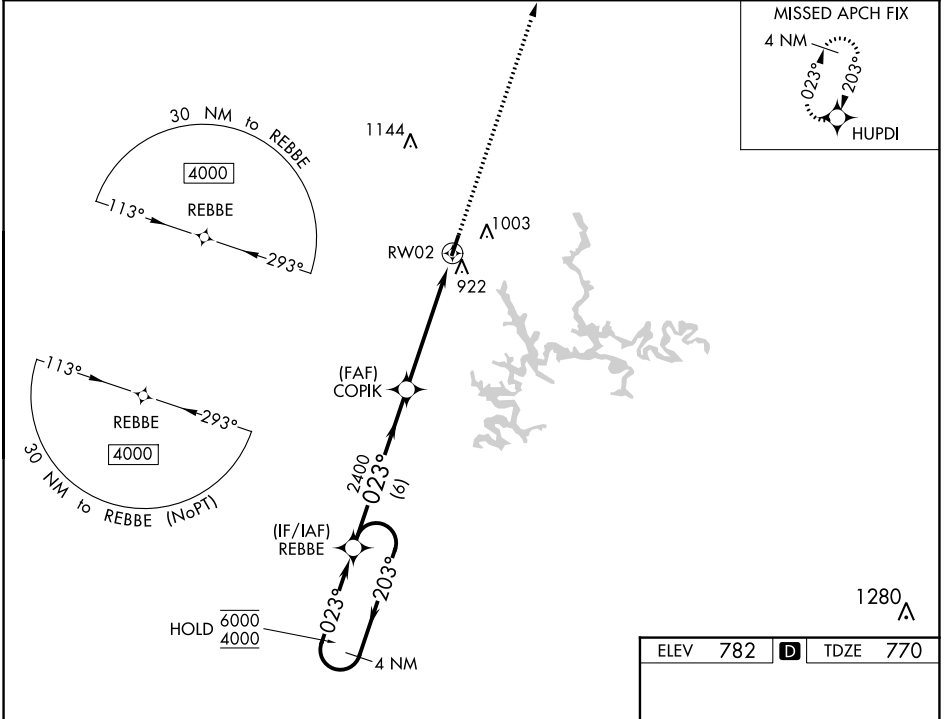 MISSED APCH FIX
4 NM
023°
203°
HUPDI
30 NM to REBBE
4000
REBBE
113°
293°
1144
1003
RW02
922
113°
293°
REBBE
4000
30 NM to REBBE (NoPT)
(FAF)
COPIK
2400
023°
(6)
(IF/IAF)
REBBE
023°
203°
HOLD 6000
4000
4 NM
1280
ELEV 782 D TDZE 770